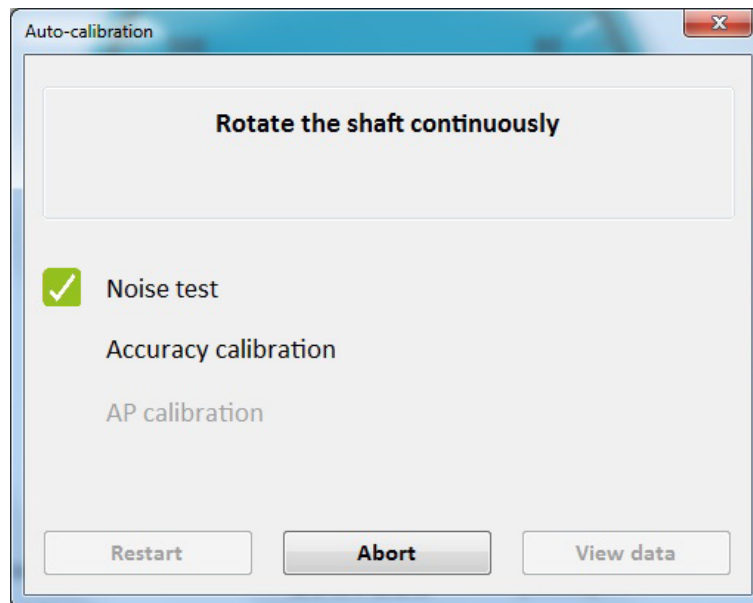 Auto-calibration
Rotate the shaft continuously
Noise test
Accuracy calibration
AP calibration
Restart
Abort
View data